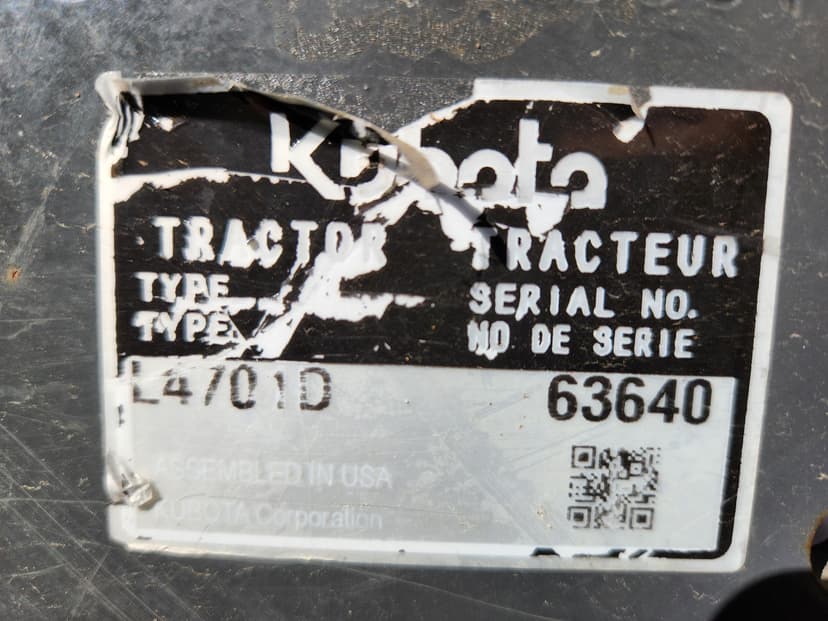 Kubota
TRACTOR TRACTEUR
TYPE SERIAL NO.
TYPE NO DE SERIE
L4701D 63640
ASSEMBLED IN USA
KUBOTA Corporation